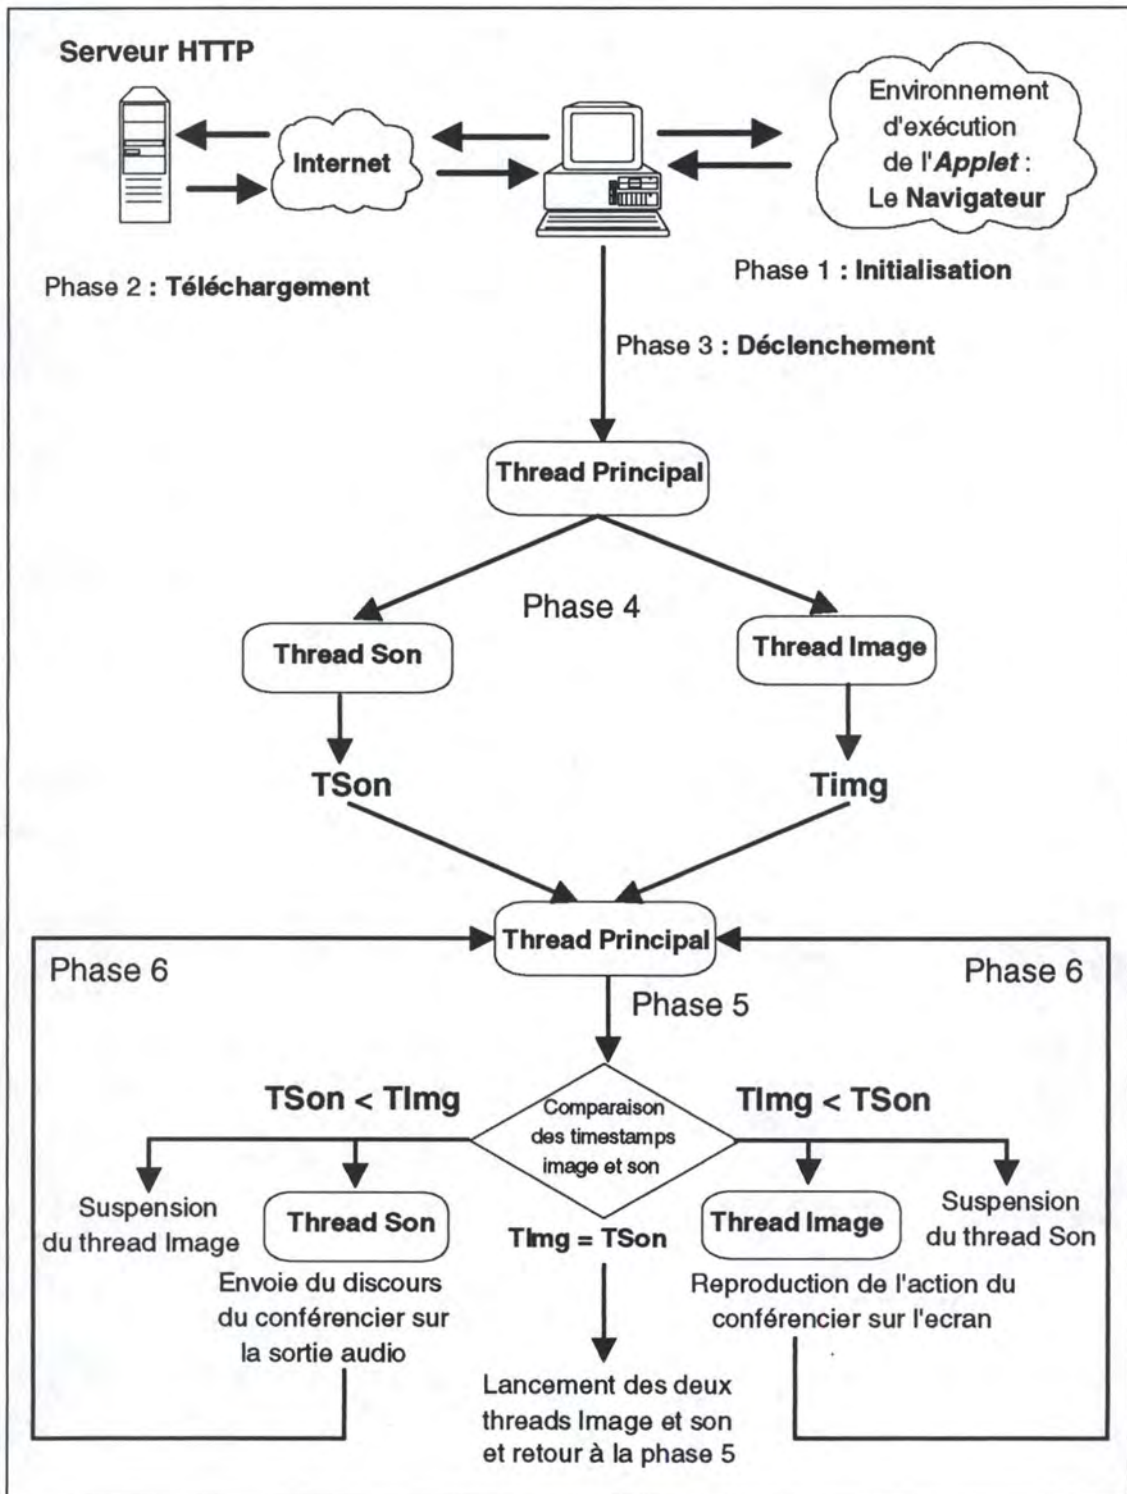 Serveur HTTP
Internet
Environnement
d'exécution
de l'Applet :
Le Navigateur
Phase 1 : Initialisation
Phase 2 : Téléchargement
Phase 3 : Déclenchement
Thread Principal
Phase 4
Thread Son
Thread Image
TSon
Timg
Thread Principal
Phase 6
Phase 6
Phase 5
TSon < TImg
TImg < TSon
Comparaison
des timestamps
image et son
Suspension
du thread Image
Thread Son
TImg = TSon
Thread Image
Suspension
du thread Son
Envoie du discours
du conférencier sur
la sortie audio
Reproduction de l'action du
conférencier sur l'ecran
Lancement des deux
threads Image et son
et retour à la phase 5